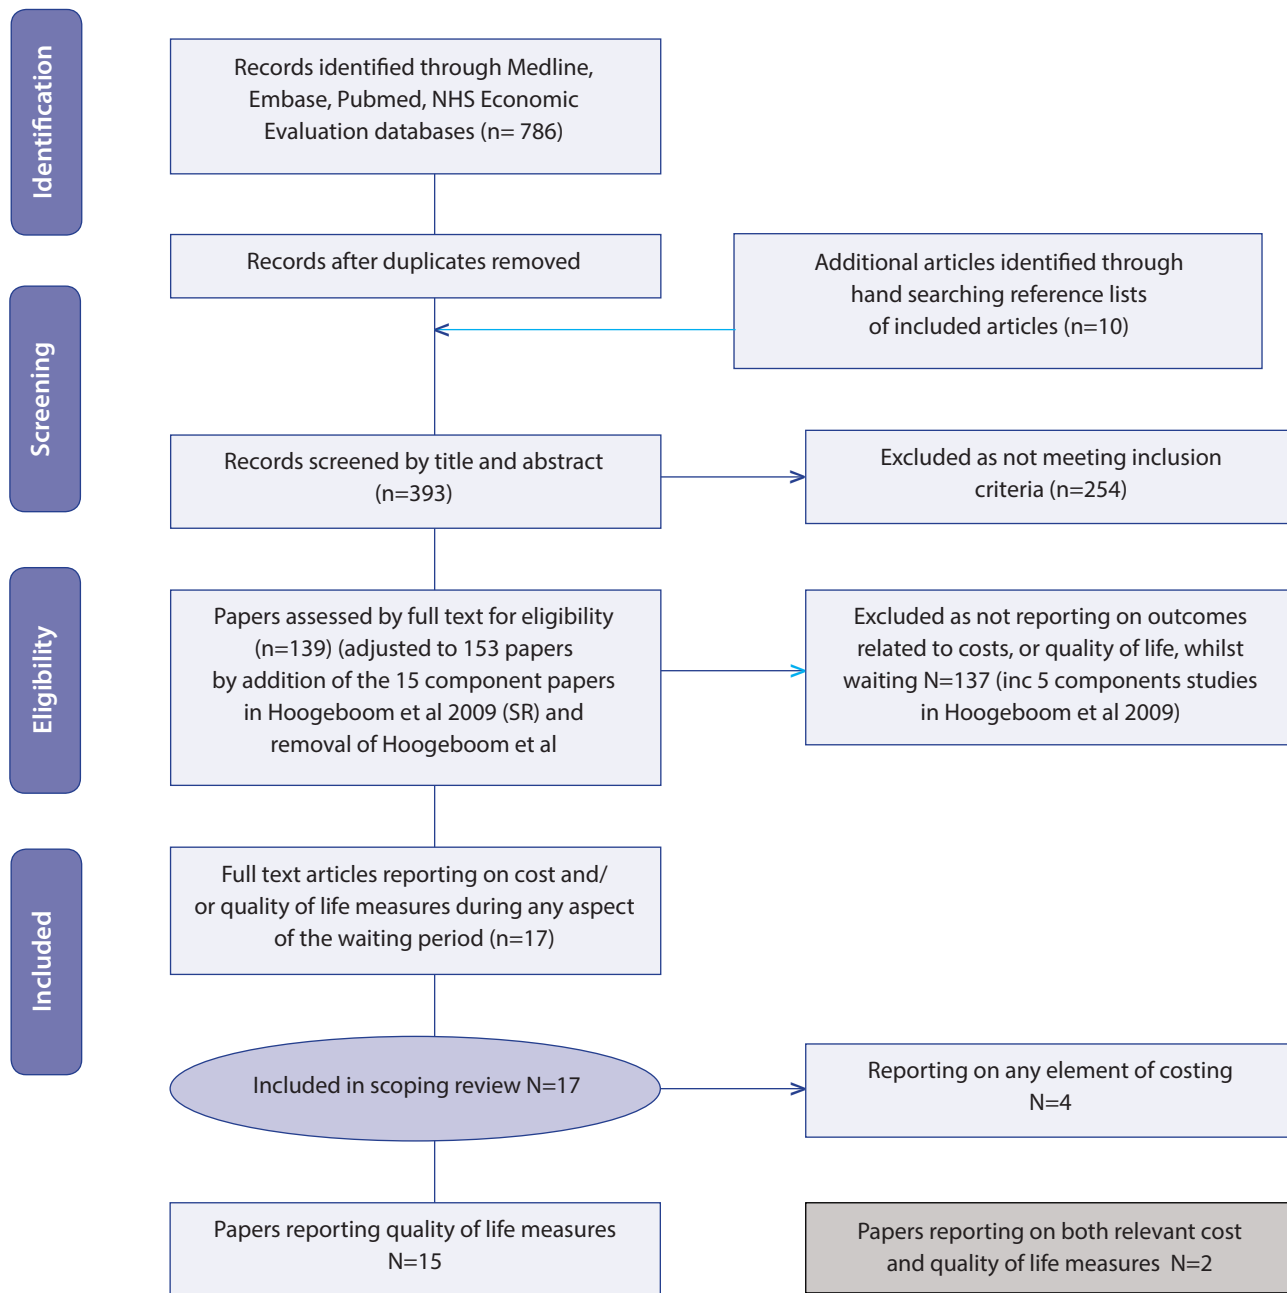 Identification
Records identified through Medline,
Embase, Pubmed, NHS Economic
Evaluation databases (n= 786)
Records after duplicates removed
Additional articles identified through
hand searching reference lists
of included articles (n=10)
Screening
Records screened by title and abstract
(n=393)
Excluded as not meeting inclusion
criteria (n=254)
Eligibility
Papers assessed by full text for eligibility
(n=139) (adjusted to 153 papers
by addition of the 15 component papers
in Hoogeboom et al 2009 (SR) and
removal of Hoogeboom et al
Excluded as not reporting on outcomes
related to costs, or quality of life, whilst
waiting N=137 (inc 5 components studies
in Hoogeboom et al 2009)
Included
Full text articles reporting on cost and/
or quality of life measures during any aspect
of the waiting period (n=17)
Included in scoping review N=17
Reporting on any element of costing
N=4
Papers reporting quality of life measures
N=15
Papers reporting on both relevant cost
and quality of life measures  N=2